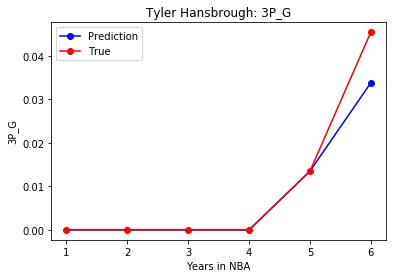 Tyler Hansbrough: 3P_G
Prediction
True
0.04
0.03
0.02
0.01
0.00
3P_G
1 2 3 4 5 6
Years in NBA